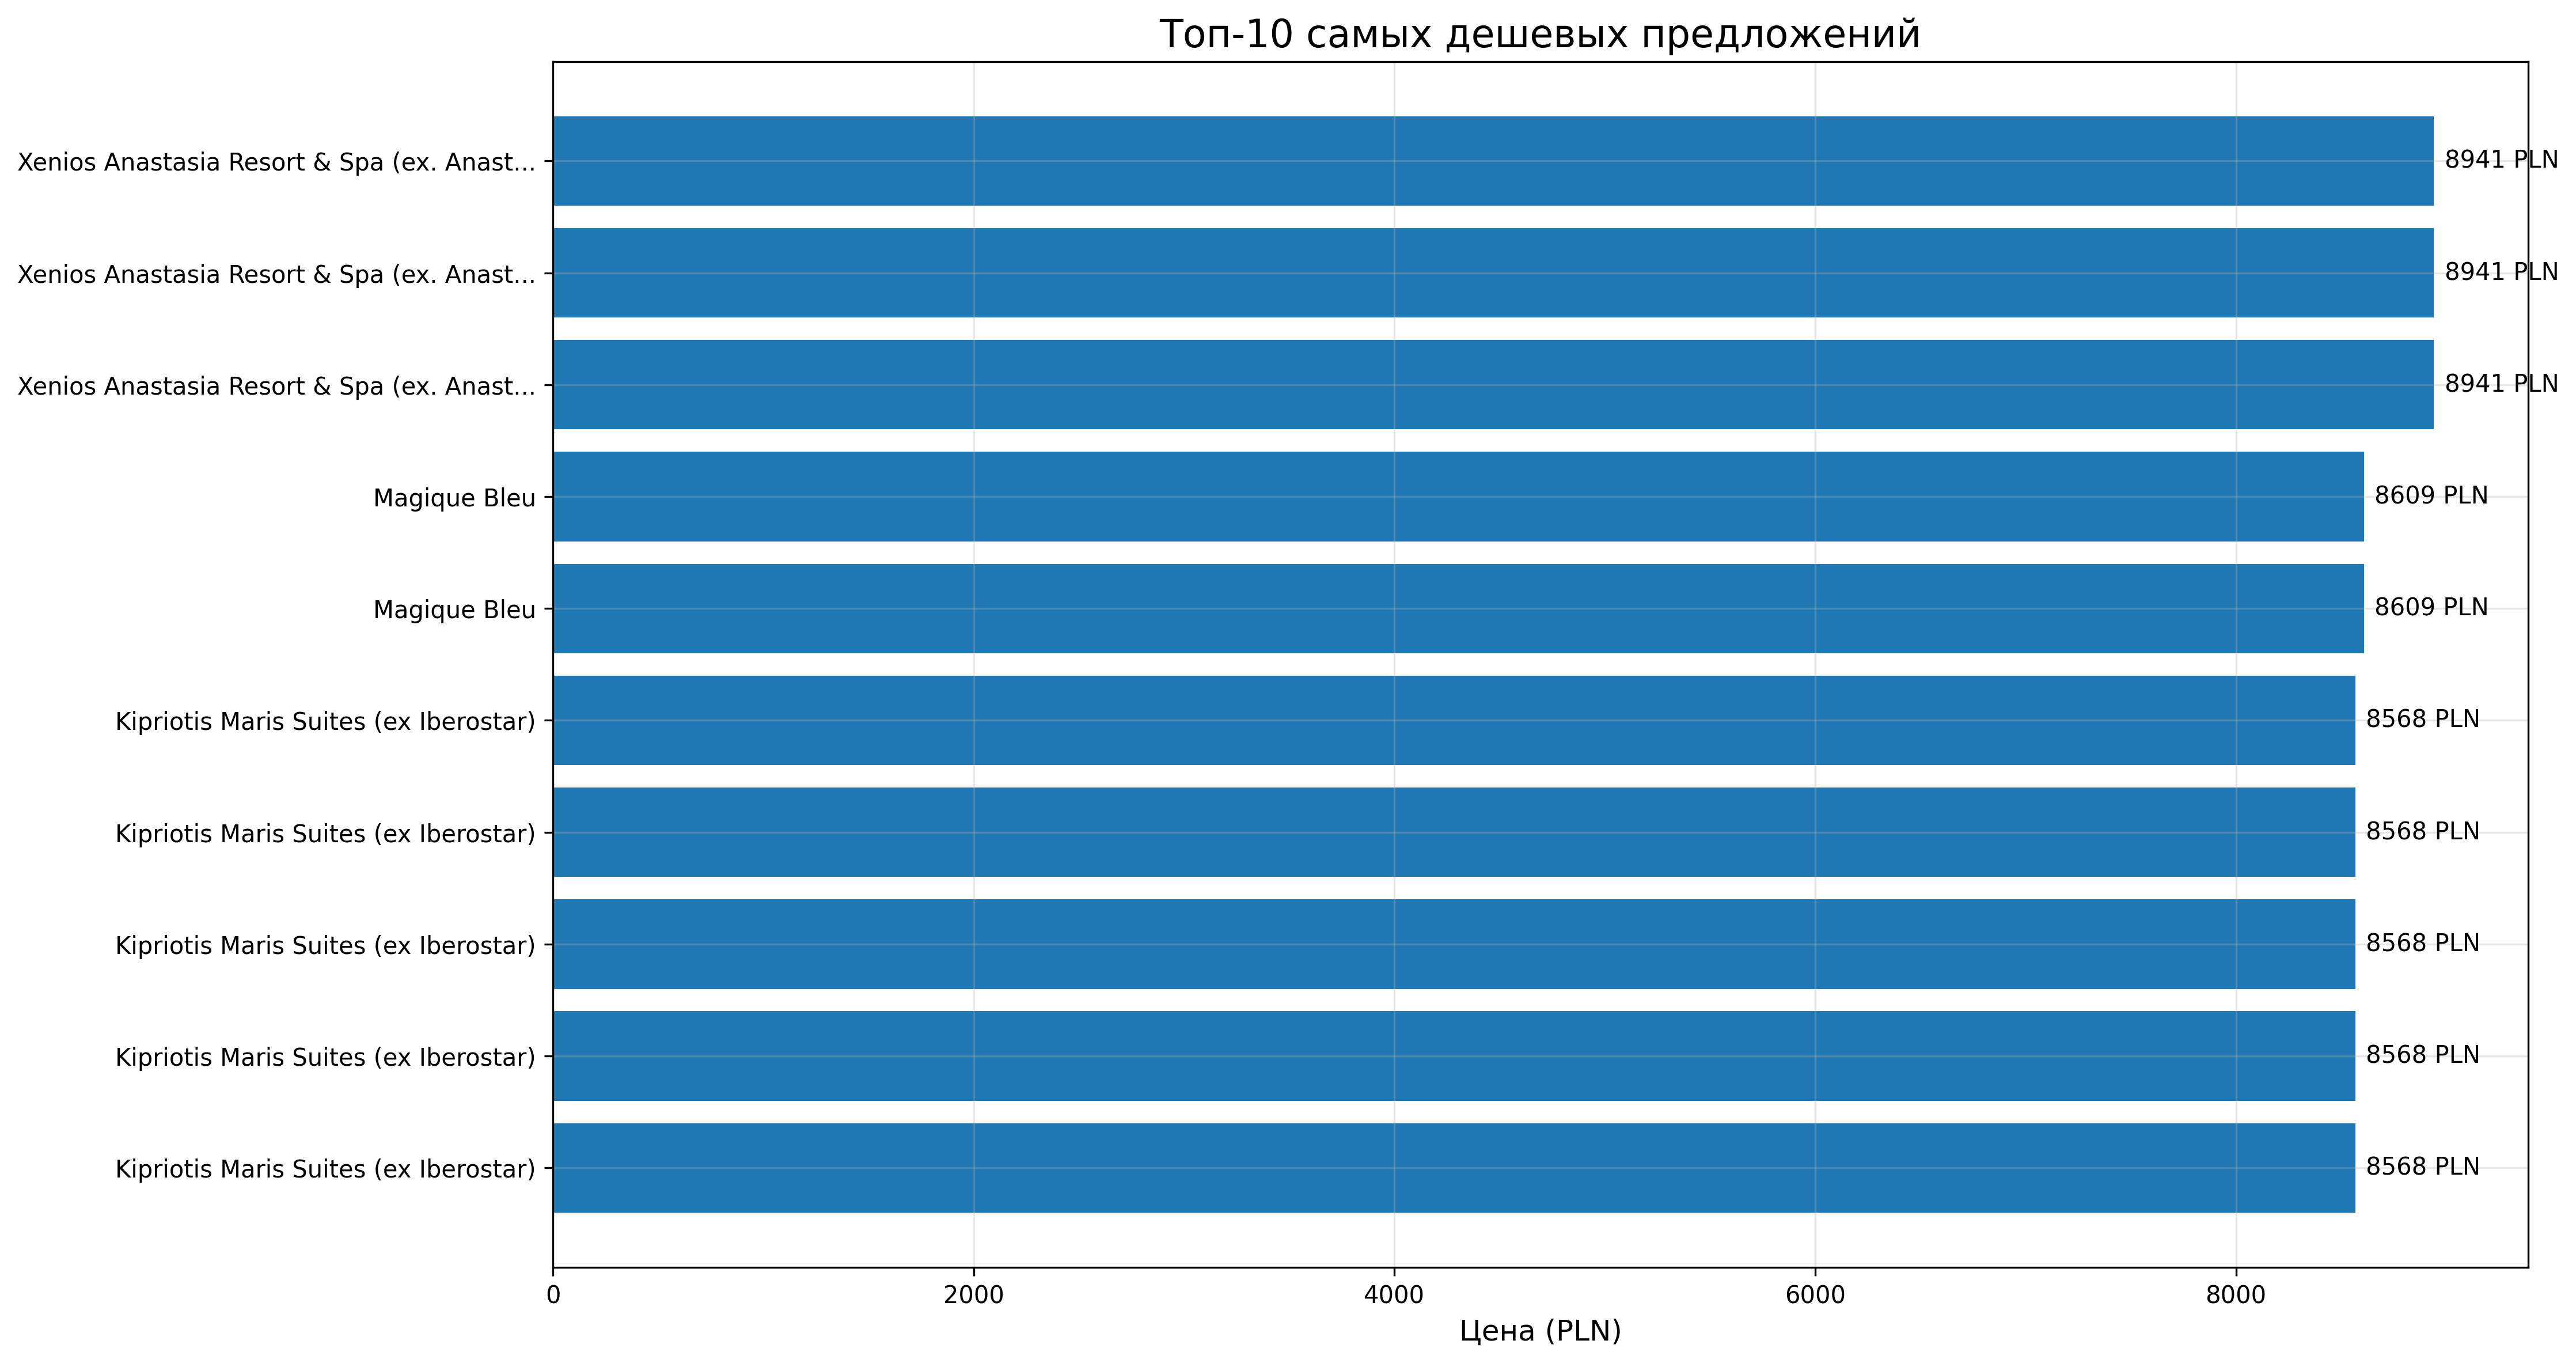 Топ-10 самых дешевых предложений
Xenios Anastasia Resort & Spa (ex. Anast... 8941 PLN
Xenios Anastasia Resort & Spa (ex. Anast... 8941 PLN
Xenios Anastasia Resort & Spa (ex. Anast... 8941 PLN
Magique Bleu 8609 PLN
Magique Bleu 8609 PLN
Kipriotis Maris Suites (ex Iberostar) 8568 PLN
Kipriotis Maris Suites (ex Iberostar) 8568 PLN
Kipriotis Maris Suites (ex Iberostar) 8568 PLN
Kipriotis Maris Suites (ex Iberostar) 8568 PLN
Kipriotis Maris Suites (ex Iberostar) 8568 PLN
0 2000 4000 6000 8000
Цена (PLN)